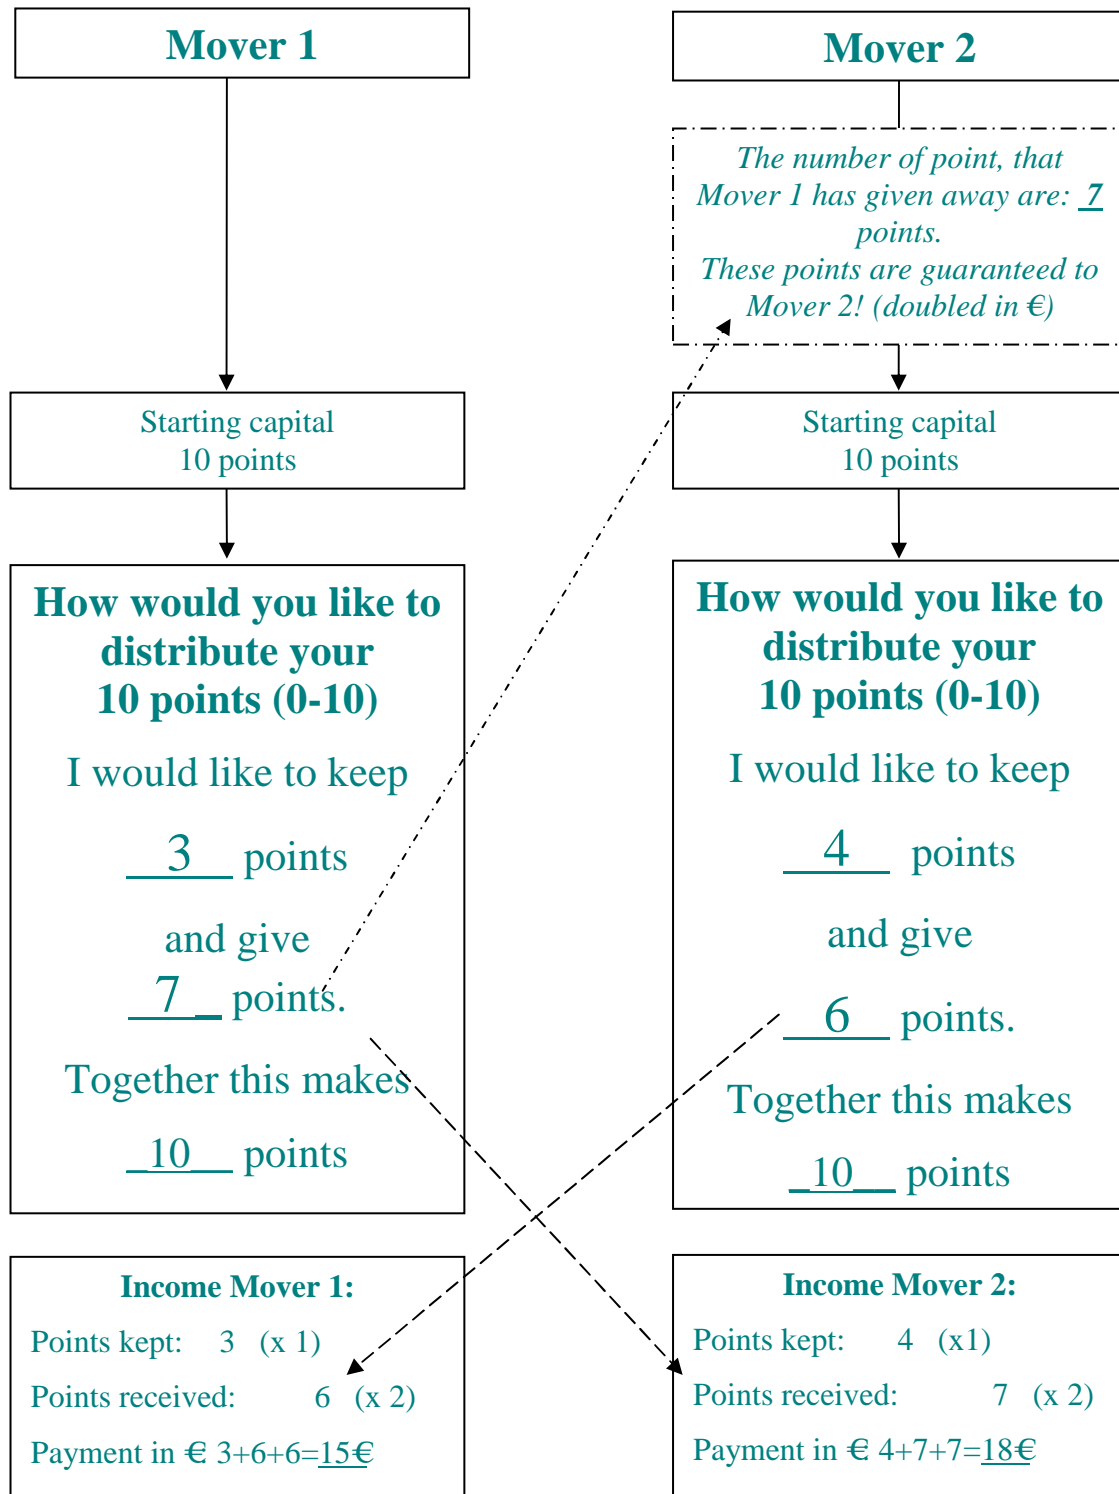 Mover 1
Starting capital
10 points
How would you like to
distribute your
10 points (0-10)
I would like to keep
3 points
and give
7 _ points.
Together this makes
_10__ points
Income Mover 1:
Points kept: 3 (x 1)
Points received: 6 (x 2)
Payment in € 3+6+6=15€
Mover 2
The number of point, that
Mover 1 has given away are: 7
points.
These points are guaranteed to
Mover 2! (doubled in €)
Starting capital
10 points
How would you like to
distribute your
10 points (0-10)
I would like to keep
4 points
and give
6 points.
Together this makes
_10__ points
Income Mover 2:
Points kept: 4 (x1)
Points received: 7 (x 2)
Payment in € 4+7+7=18€